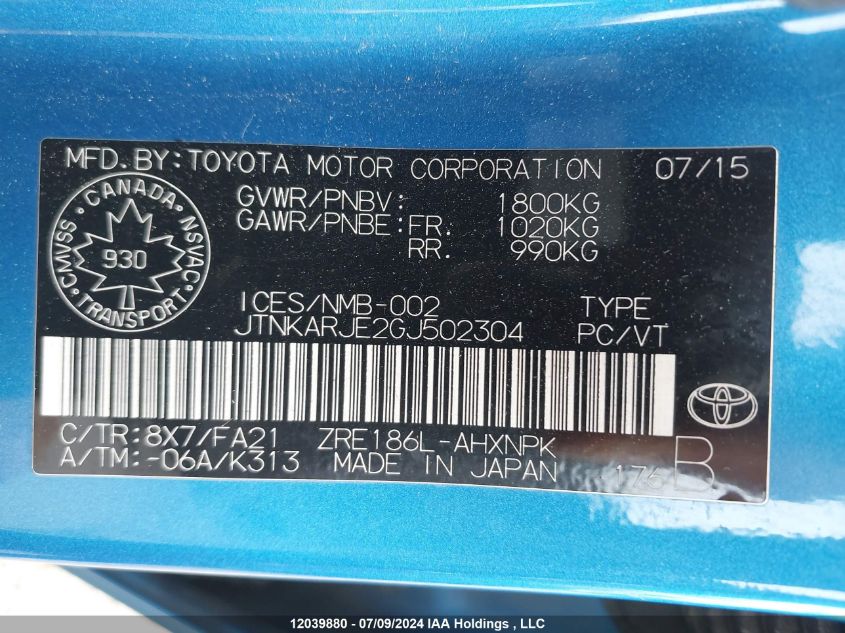 MFD.BY:TOYOTA MOTOR CORPORATION 07/15
CANADA
CMVSS
NSVAC
930
TRANSPORT
GVWR/PNBV: 1800KG
GAWR/PNBE:FR. 1020KG
RR. 990KG
ICES/NMB-002 TYPE
JTNKARJE2GJ502304 PC/VT
C/TR:8X7/FA21 ZRE186L-AHXNPK
A/TM:-06A/K313 MADE IN JAPAN 176 B
12039880 - 07/09/2024 IAA Holdings , LLC